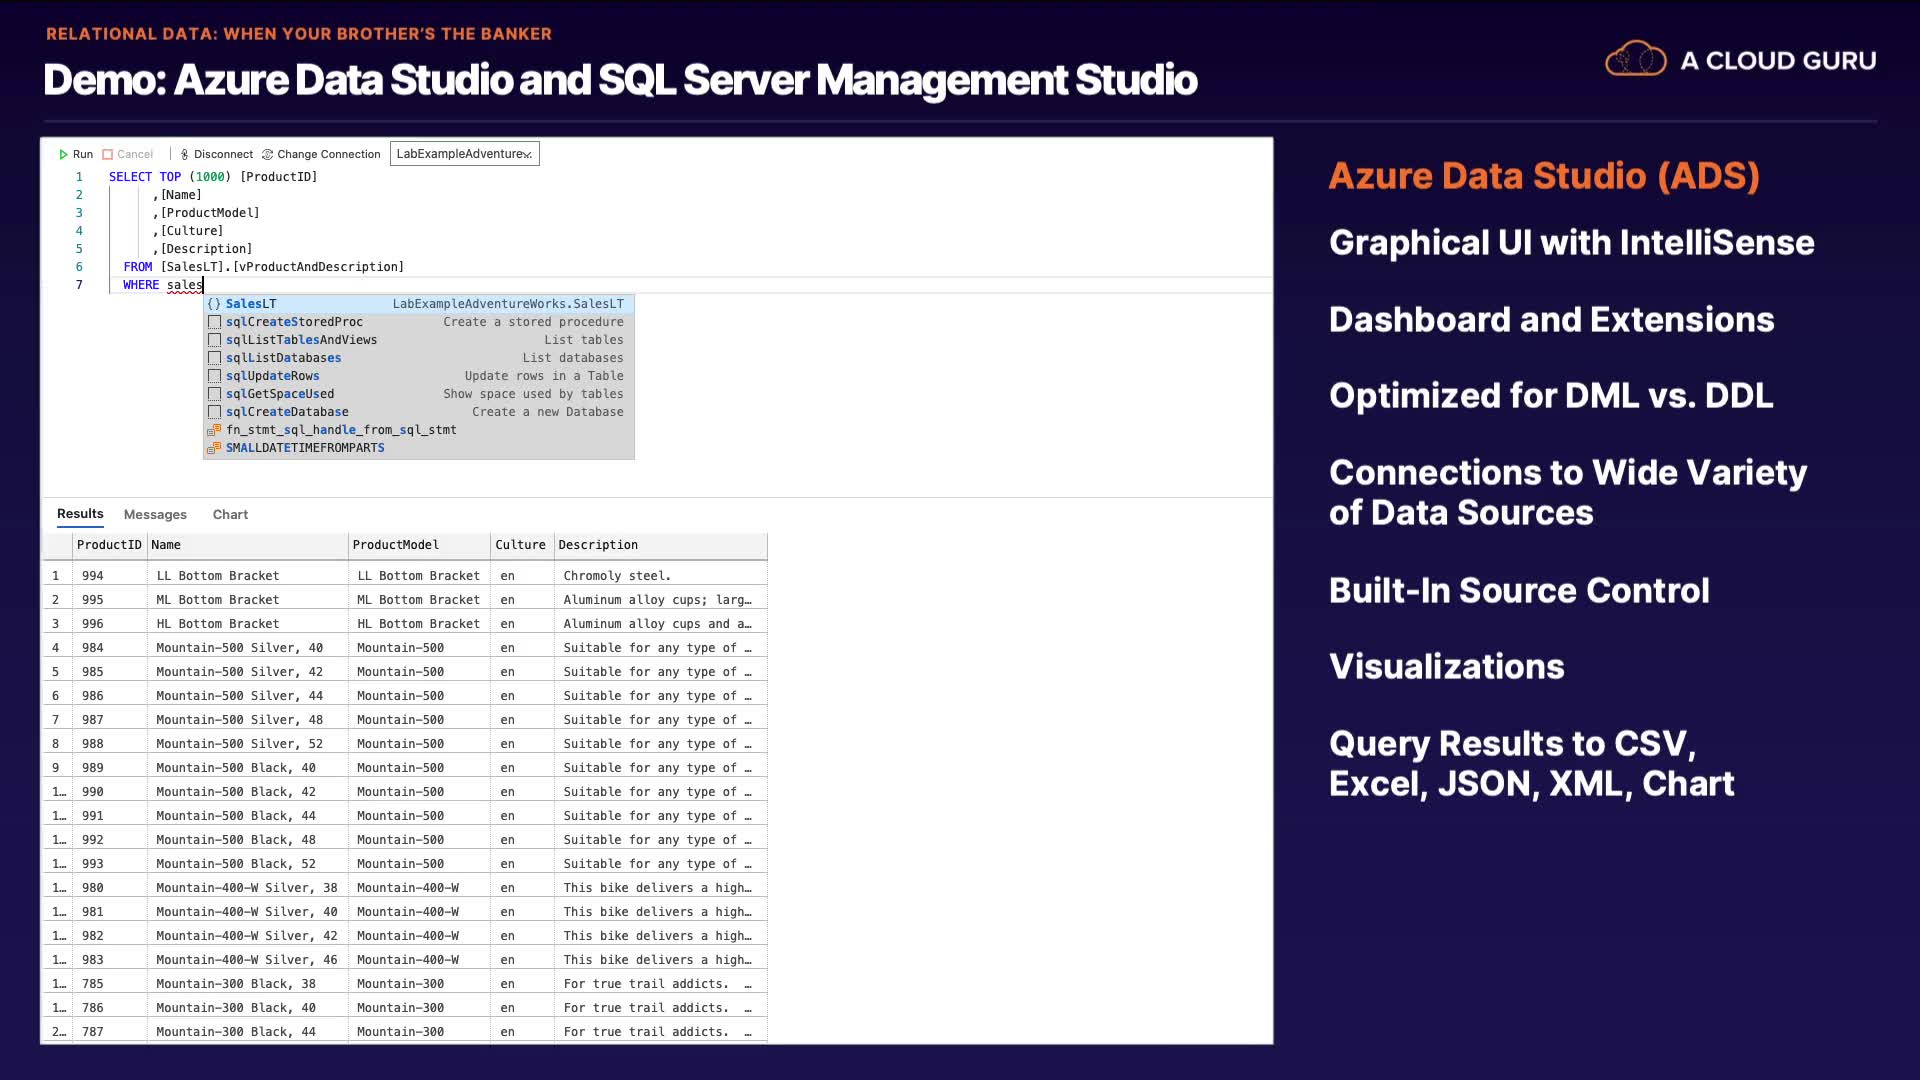 RELATIONAL DATA: WHEN YOUR BROTHER'S THE BANKER
Demo: Azure Data Studio and SQL Server Management Studio
A CLOUD GURU
Run Cancel Disconnect Change Connection LabExampleAdventure
1 SELECT TOP (1000) [ProductID]
2 ,[Name]
3 ,[ProductModel]
4 ,[Culture]
5 ,[Description]
6 FROM [SalesLT].[vProductAndDescription]
7 WHERE sales
{} SalesLT LabExampleAdventureWorks.SalesLT
sqlCreateStoredProc Create a stored procedure
sqlListTablesAndViews List tables
sqlListDatabases List databases
sqlUpdateRows Update rows in a Table
sqlGetSpaceUsed Show space used by tables
sqlCreateDatabase Create a new Database
fn_stmt_sql_handle_from_sql_stmt
SMALLDATETIMEFROMPARTS
Results Messages Chart
ProductID Name ProductModel Culture Description
1 994 LL Bottom Bracket LL Bottom Bracket en Chromoly steel.
2 995 ML Bottom Bracket ML Bottom Bracket en Aluminum alloy cups; larg…
3 996 HL Bottom Bracket HL Bottom Bracket en Aluminum alloy cups and a…
4 984 Mountain-500 Silver, 40 Mountain-500 en Suitable for any type of …
5 985 Mountain-500 Silver, 42 Mountain-500 en Suitable for any type of …
6 986 Mountain-500 Silver, 44 Mountain-500 en Suitable for any type of …
7 987 Mountain-500 Silver, 48 Mountain-500 en Suitable for any type of …
8 988 Mountain-500 Silver, 52 Mountain-500 en Suitable for any type of …
9 989 Mountain-500 Black, 40 Mountain-500 en Suitable for any type of …
1… 990 Mountain-500 Black, 42 Mountain-500 en Suitable for any type of …
1… 991 Mountain-500 Black, 44 Mountain-500 en Suitable for any type of …
1… 992 Mountain-500 Black, 48 Mountain-500 en Suitable for any type of …
1… 993 Mountain-500 Black, 52 Mountain-500 en Suitable for any type of …
1… 980 Mountain-400-W Silver, 38 Mountain-400-W en This bike delivers a high…
1… 981 Mountain-400-W Silver, 40 Mountain-400-W en This bike delivers a high…
1… 982 Mountain-400-W Silver, 42 Mountain-400-W en This bike delivers a high…
1… 983 Mountain-400-W Silver, 46 Mountain-400-W en This bike delivers a high…
1… 785 Mountain-300 Black, 38 Mountain-300 en For true trail addicts. …
1… 786 Mountain-300 Black, 40 Mountain-300 en For true trail addicts. …
2… 787 Mountain-300 Black, 44 Mountain-300 en For true trail addicts. …
Azure Data Studio (ADS)
Graphical UI with IntelliSense
Dashboard and Extensions
Optimized for DML vs. DDL
Connections to Wide Variety
of Data Sources
Built-In Source Control
Visualizations
Query Results to CSV,
Excel, JSON, XML, Chart